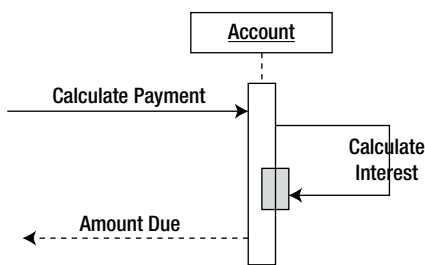 Account
Calculate Payment
Calculate
Interest
Amount Due